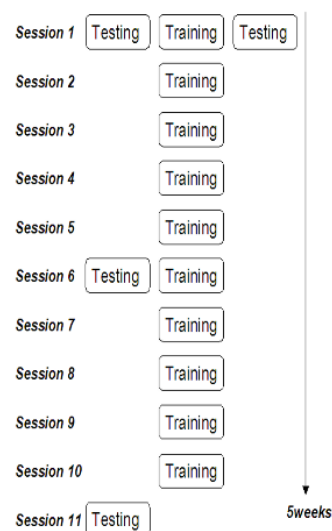 Session 1 Testing Training Testing
Session 2 Training
Session 3 Training
Session 4 Training
Session 5 Training
Session 6 Testing Training
Session 7 Training
Session 8 Training
Session 9 Training
Session 10 Training
5weeks
Session 11 Testing